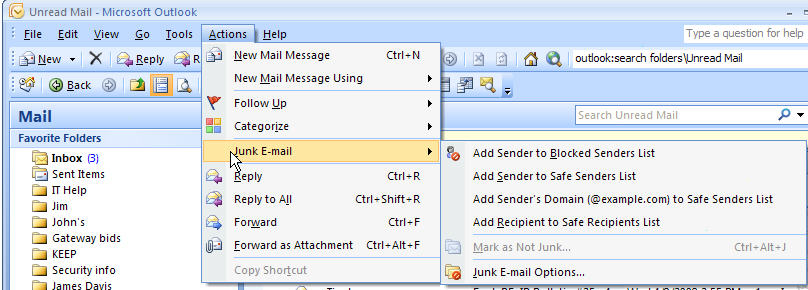 Unread Mail - Microsoft Outlook
File Edit View Go Tools Actions Help
Type a question for help
New Reply
outlook:search folders\Unread Mail
Back
New Mail Message Ctrl+N
New Mail Message Using
Follow Up
Categorize
Junk E-mail
Reply Ctrl+R
Reply to All Ctrl+Shift+R
Forward Ctrl+F
Forward as Attachment Ctrl+Alt+F
Copy Shortcut
Add Sender to Blocked Senders List
Add Sender to Safe Senders List
Add Sender's Domain (@example.com) to Safe Senders List
Add Recipient to Safe Recipients List
Mark as Not Junk... Ctrl+Alt+J
Junk E-mail Options...
Mail
Search Unread Mail
Favorite Folders
Inbox (3)
Sent Items
IT Help
Jim
John's
Gateway bids
KEEP
Security info
James Davis